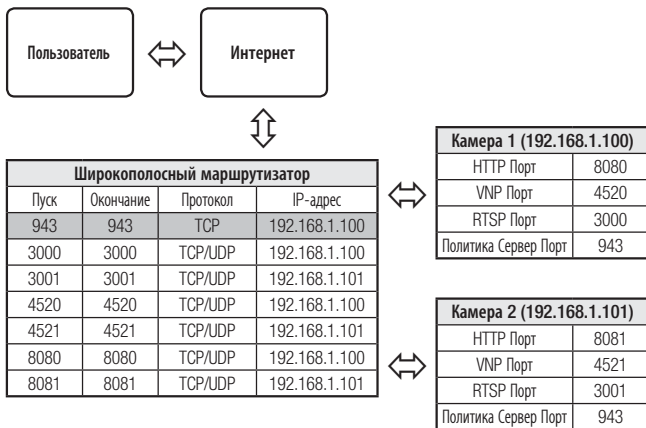 Пользователь
Интернет
Широкополосный маршрутизатор
Пуск Окончание Протокол IP-адрес
943 943 TCP 192.168.1.100
3000 3000 TCP/UDP 192.168.1.100
3001 3001 TCP/UDP 192.168.1.101
4520 4520 TCP/UDP 192.168.1.100
4521 4521 TCP/UDP 192.168.1.101
8080 8080 TCP/UDP 192.168.1.100
8081 8081 TCP/UDP 192.168.1.101
Камера 1 (192.168.1.100)
HTTP Порт 8080
VNP Порт 4520
RTSP Порт 3000
Политика Сервер Порт 943
Камера 2 (192.168.1.101)
HTTP Порт 8081
VNP Порт 4521
RTSP Порт 3001
Политика Сервер Порт 943